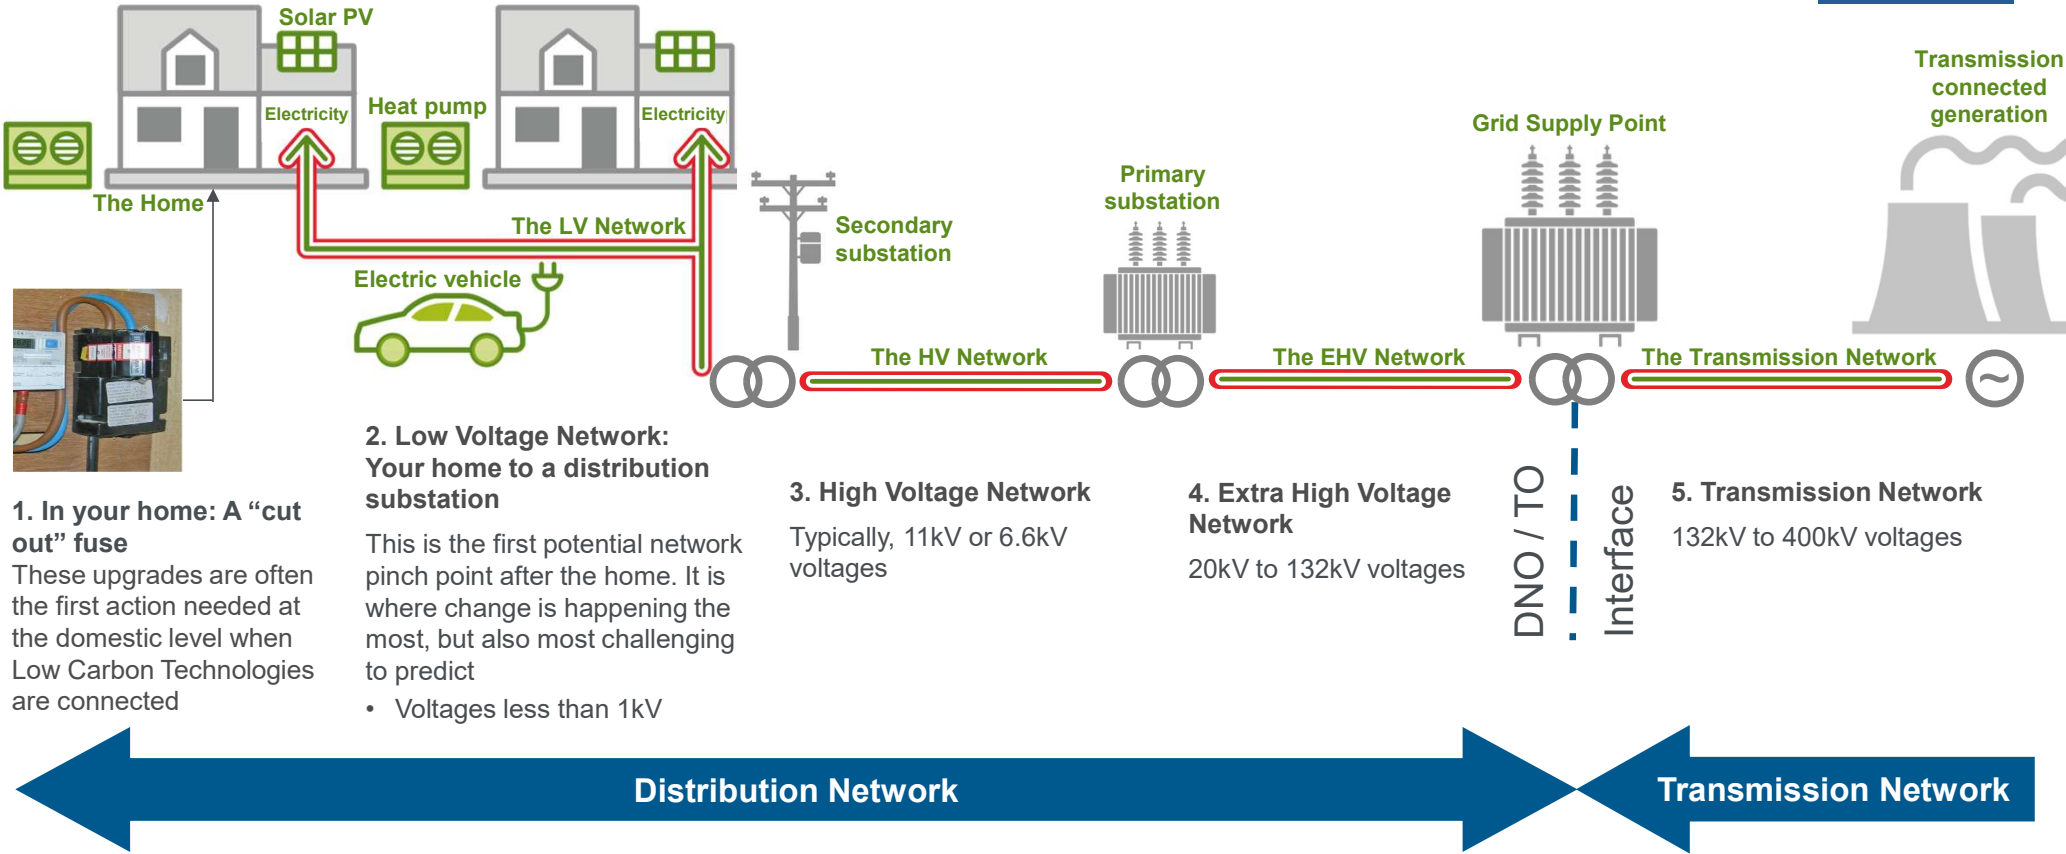 Solar PV
Electricity
Heat pump
Electricity
The Home
The LV Network
Electric vehicle
Secondary
substation
Primary
substation
Grid Supply Point
Transmission
connected
generation
The HV Network
The EHV Network
The Transmission Network
1. In your home: A “cut
out” fuse
These upgrades are often
the first action needed at
the domestic level when
Low Carbon Technologies
are connected
2. Low Voltage Network:
Your home to a distribution
substation
This is the first potential network
pinch point after the home. It is
where change is happening the
most, but also most challenging
to predict
• Voltages less than 1kV
3. High Voltage Network
Typically, 11kV or 6.6kV
voltages
4. Extra High Voltage
Network
20kV to 132kV voltages
DNO / TO
Interface
5. Transmission Network
132kV to 400kV voltages
Distribution Network
Transmission Network